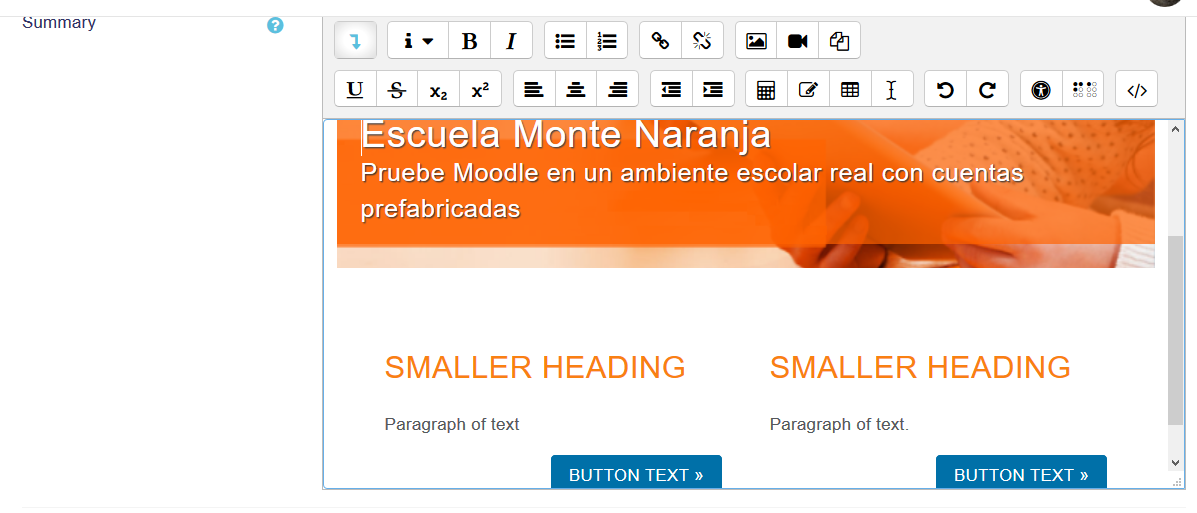 Summary
B I
U S x₂ x²
Escuela Monte Naranja
Pruebe Moodle en un ambiente escolar real con cuentas
prefabricadas
SMALLER HEADING
Paragraph of text
BUTTON TEXT »
SMALLER HEADING
Paragraph of text.
BUTTON TEXT »